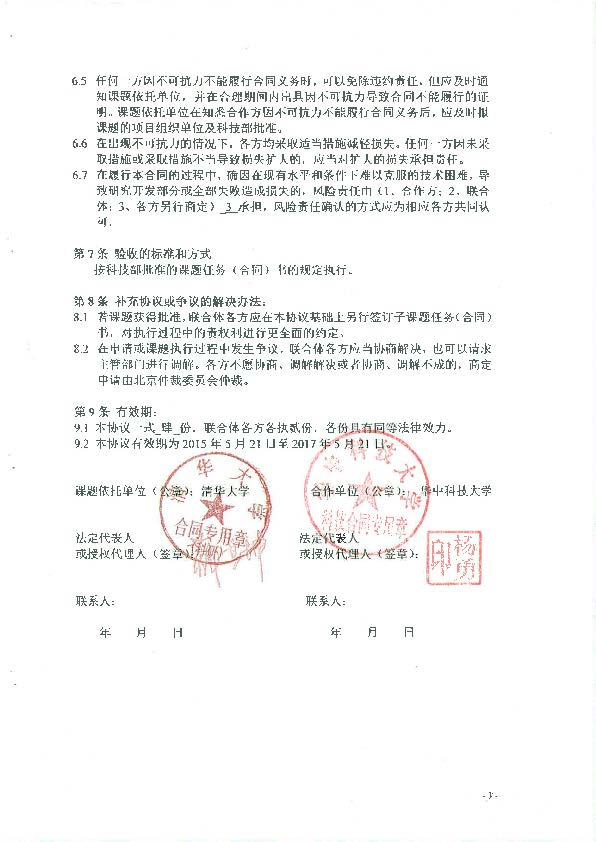 6.5 任何一方因不可抗力不能履行合同义务时，可以免除违约责任，但应及时通
知课题依托单位，并在合理期间内出具因不可抗力导致合同不能履行的证
明。课题依托单位在知悉合作方因不可抗力不能履行合同义务后，应及时报
课题的项目组织单位及科技部批准。
6.6 在出现不可抗力的情况下，各方均采取适当措施减轻损失。任何一方因未采
取措施或采取措施不当导致损失扩大的，应当对扩大的损失承担责任。
6.7 在履行本合同的过程中，确因在现有水平和条件下难以克服的技术困难，导
致研究开发部分或全部失败造成损失的，风险责任由（1、合作方；2、联合
体；3、各方另行商定）_3_承担，风险责任确认的方式应为相应各方共同认
可。
第7条 验收的标准和方式
按科技部批准的课题任务（合同）书的规定执行。
第8条 补充协议或争议的解决办法：
8.1 若课题获得批准，联合体各方应在本协议基础上另行签订子课题任务（合同）
书，对执行过程中的责权利进行更全面的约定。
8.2 在申请或课题执行过程中发生争议，联合体各方应当协商解决，也可以请求
主管部门进行调解。各方不愿协商、调解解决或者协商、调解不成的，商定
申请由北京仲裁委员会仲裁。
第9条 有效期：
9.1 本协议一式_肆_份，联合体各方各执贰份，各份具有同等法律效力。
9.2 本协议有效期为2015年5月21日至2017年5月21日。
课题依托单位（公章）：清华大学 合作单位（公章）：华中科技大学
清华大学
合同专用章
(科研)
科技大学
科技合同专用章
法定代表人 法定代表人
或授权代理人（签章）： 或授权代理人（签章）：
杨勇印
联系人： 联系人：
年 月 日 年 月 日
-3-